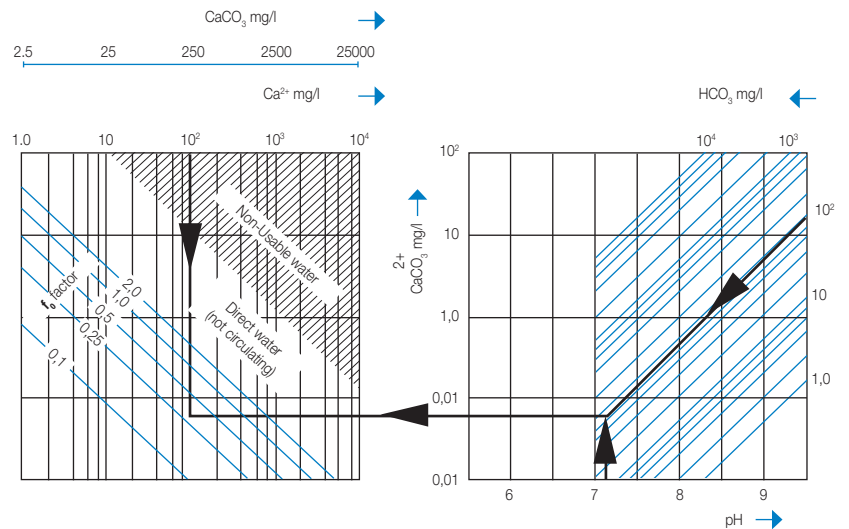 CaCO₃ mg/l
2.5 25 250 2500 25000
Ca²⁺ mg/l
1.0 10 10² 10³ 10⁴
f₀ factor
0,1
0,25
0,5
1,0
2,0
Non-Usable water
Direct water
(not circulating)
HCO₃ mg/l
10⁴ 10³
10²
10
1,0
2+
CaCO₃ mg/l
10²
10
1,0
0,01
0,01
6 7 8 9
pH